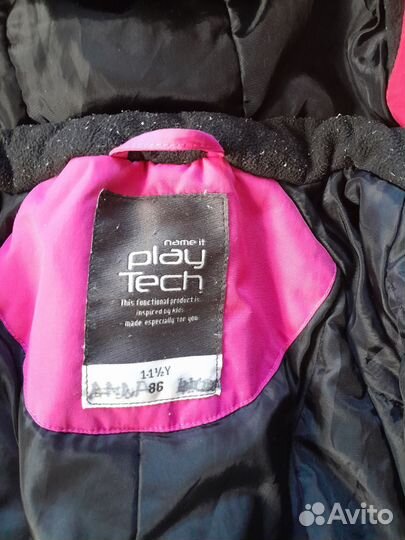 name it
play
Tech
This functional product is
inspired by kids
made especially for you
1-1½Y
86
Avito